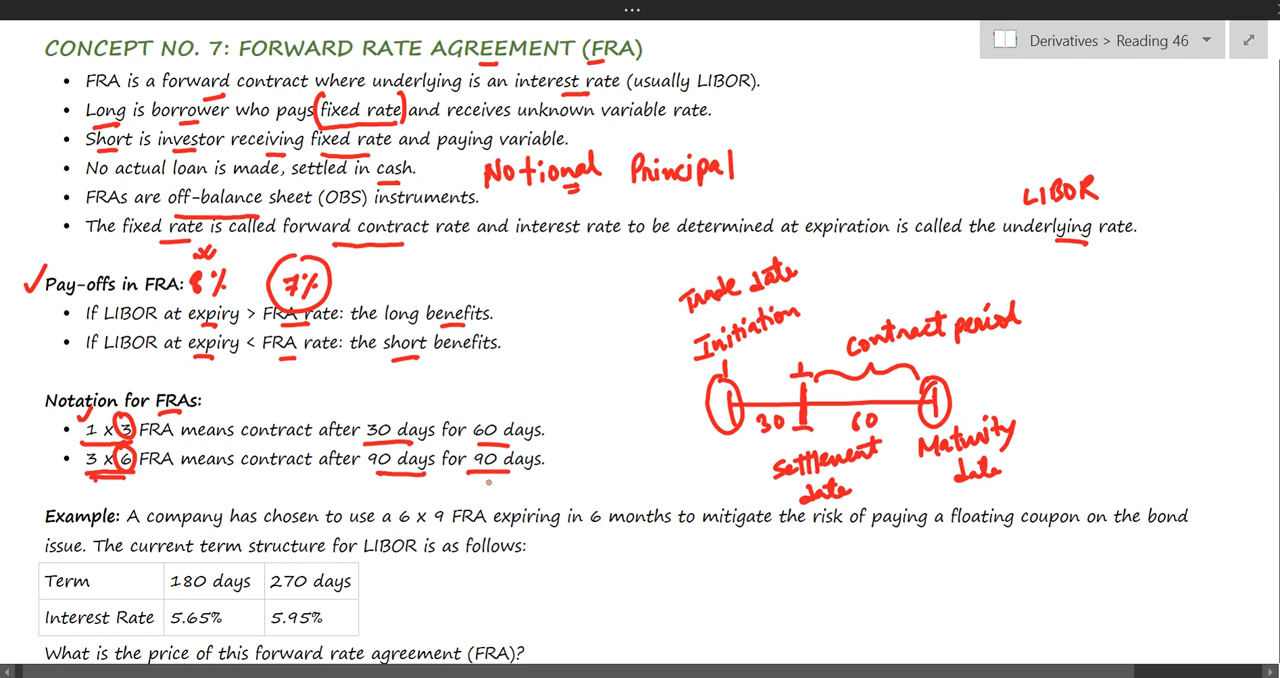 Derivatives > Reading 46
CONCEPT NO. 7: FORWARD RATE AGREEMENT (FRA)
• FRA is a forward contract where underlying is an interest rate (usually LIBOR).
• Long is borrower who pays fixed rate and receives unknown variable rate.
• Short is investor receiving fixed rate and paying variable.
• No actual loan is made, settled in cash.
Notional Principal
• FRAs are off-balance sheet (OBS) instruments.
LIBOR
• The fixed rate is called forward contract rate and interest rate to be determined at expiration is called the underlying rate.
Pay-offs in FRA: 8% 7%
• If LIBOR at expiry > FRA rate: the long benefits.
• If LIBOR at expiry < FRA rate: the short benefits.
Trade date
Initiation
Contract period
30 60
Settlement date
Maturity date
Notation for FRAs:
• 1 x 3 FRA means contract after 30 days for 60 days.
• 3 x 6 FRA means contract after 90 days for 90 days.
Example: A company has chosen to use a 6 x 9 FRA expiring in 6 months to mitigate the risk of paying a floating coupon on the bond
issue. The current term structure for LIBOR is as follows:
Term 180 days 270 days
Interest Rate 5.65% 5.95%
What is the price of this forward rate agreement (FRA)?